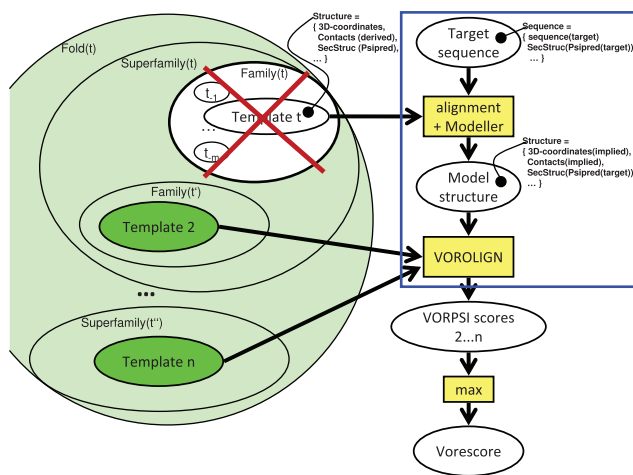 Structure =
{ 3D-coordinates,
Contacts (derived),
SecStruc (Psipred),
... }
Fold(t)
Superfamily(t)
Family(t)
t-1
...
Template t
t-m
Family(t')
Template 2
...
Superfamily(t'')
Template n
Target
sequence
Sequence =
{ sequence(target)
SecStruc(Psipred(target))
... }
alignment
+ Modeller
Structure =
{ 3D-coordinates(implied),
Contacts(implied),
SecStruc(Psipred(target))
... }
Model
structure
VOROLIGN
VORPSI scores
2...n
max
Vorescore